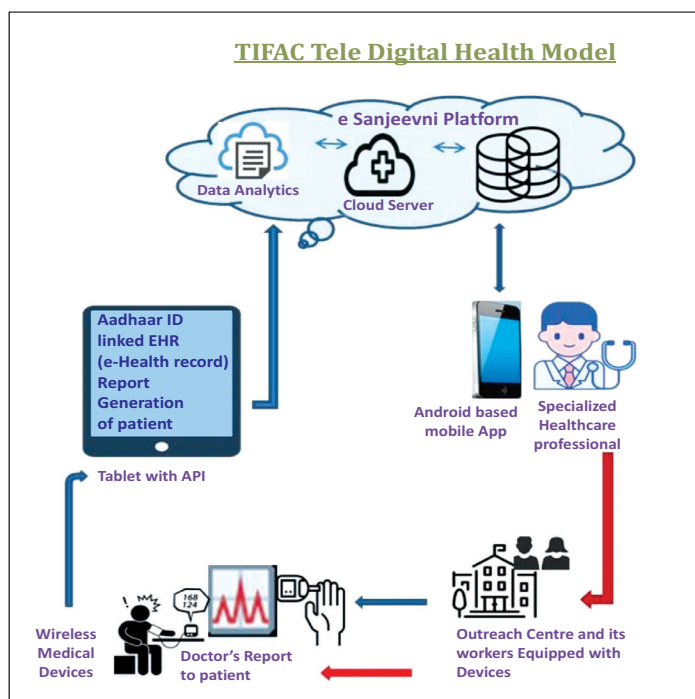 TIFAC Tele Digital Health Model
e Sanjeevni Platform
Data Analytics
Cloud Server
Aadhaar ID
linked EHR
(e-Health record)
Report
Generation
of patient
Tablet with API
Android based
mobile App
Specialized
Healthcare
professional
Wireless
Medical
Devices
168
124
Doctor's Report
to patient
Outreach Centre and its
workers Equipped with
Devices